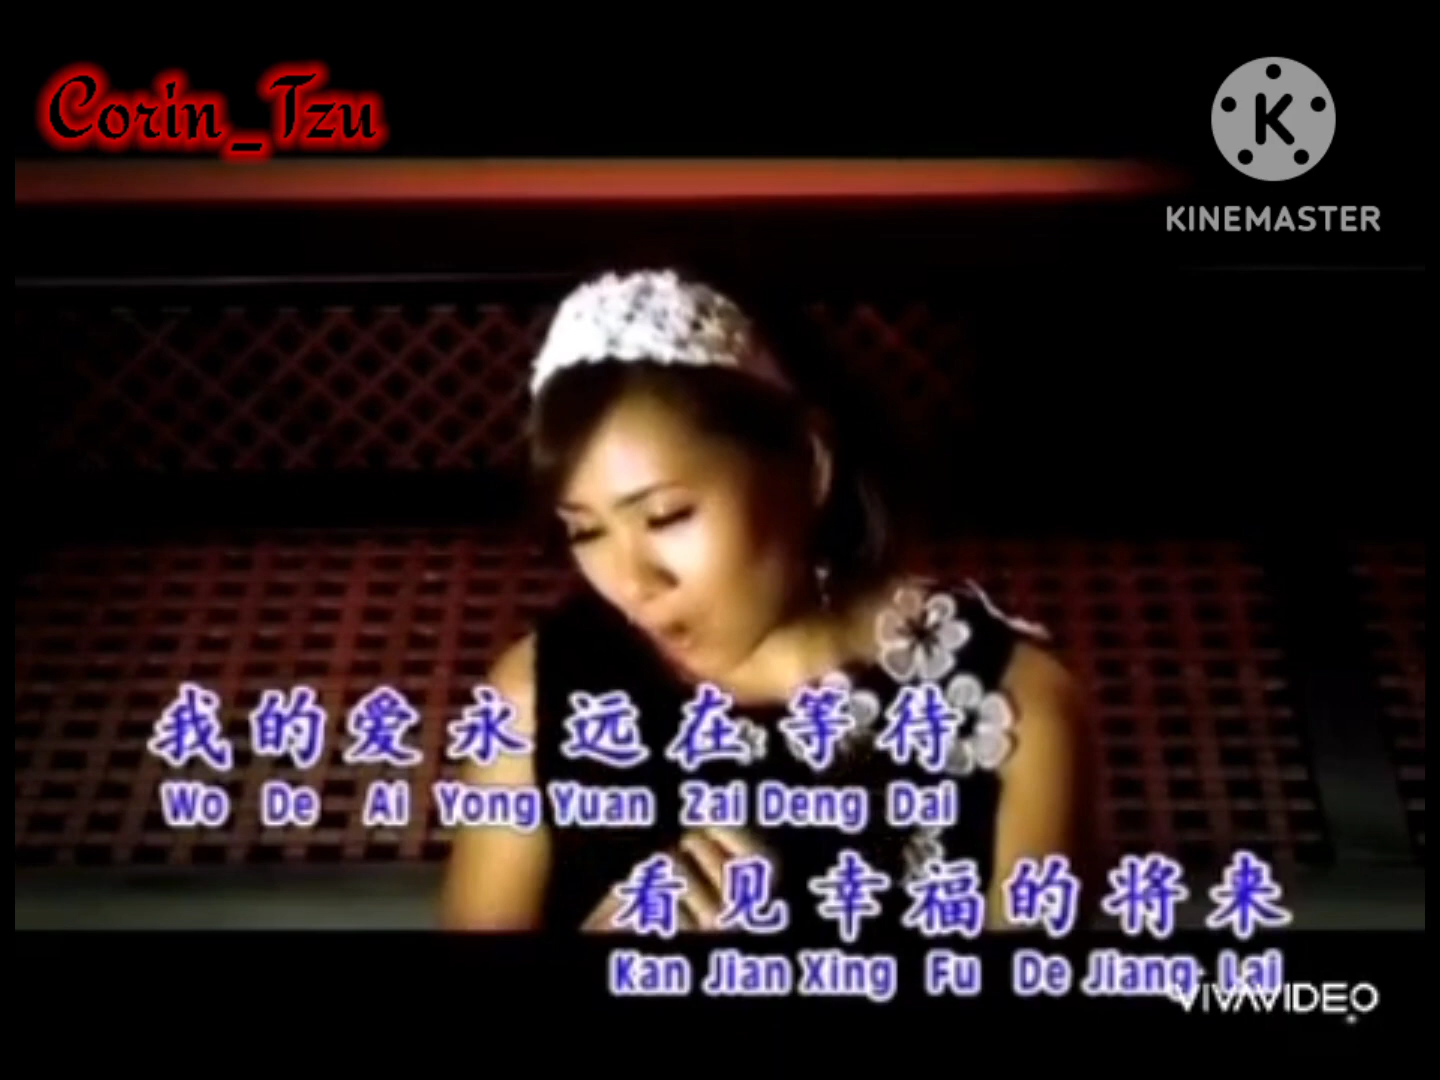 Corin_Tzu
K
KINEMASTER
我的爱永远在等待
Wo De Ai Yong Yuan Zai Deng Dai
看见幸福的将来
Kan Jian Xing Fu De Jiang Lai
VIVAVIDEO